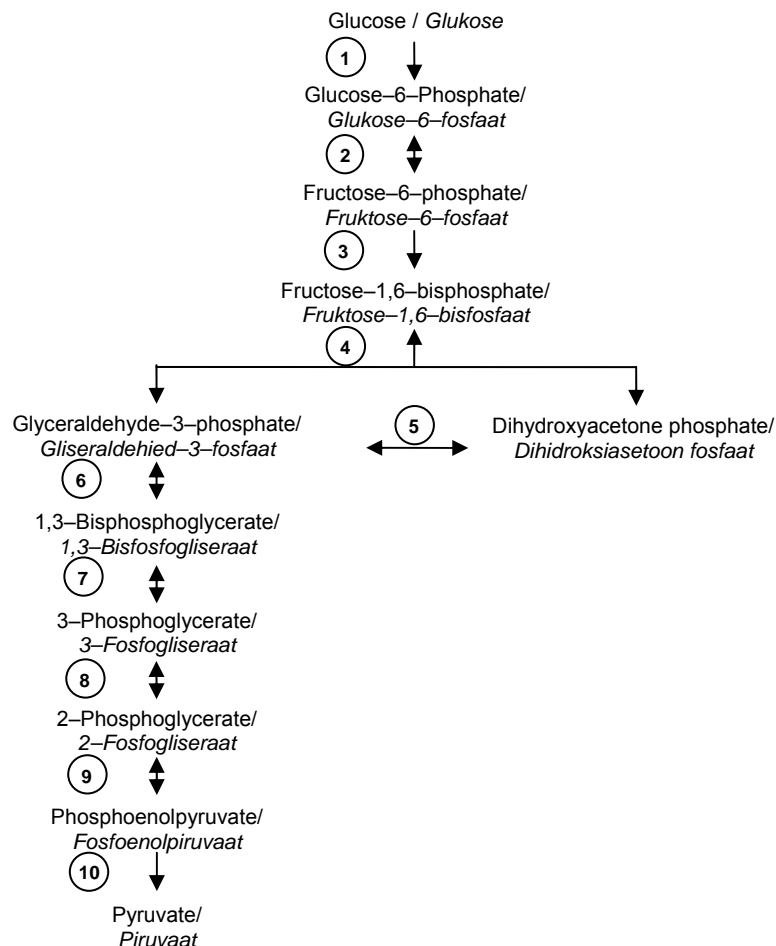 Glucose / Glukose
1
Glucose–6–Phosphate/
Glukose–6–fosfaat
2
Fructose–6–phosphate/
Fruktose–6–fosfaat
3
Fructose–1,6–bisphosphate/
Fruktose–1,6–bisfosfaat
4
Glyceraldehyde–3–phosphate/
Gliseraldehied–3–fosfaat
5
Dihydroxyacetone phosphate/
Dihidroksiasetoon fosfaat
6
1,3–Bisphosphoglycerate/
1,3–Bisfosfogliseraat
7
3–Phosphoglycerate/
3–Fosfogliseraat
8
2–Phosphoglycerate/
2–Fosfogliseraat
9
Phosphoenolpyruvate/
Fosfoenolpiruvaat
10
Pyruvate/
Piruvaat